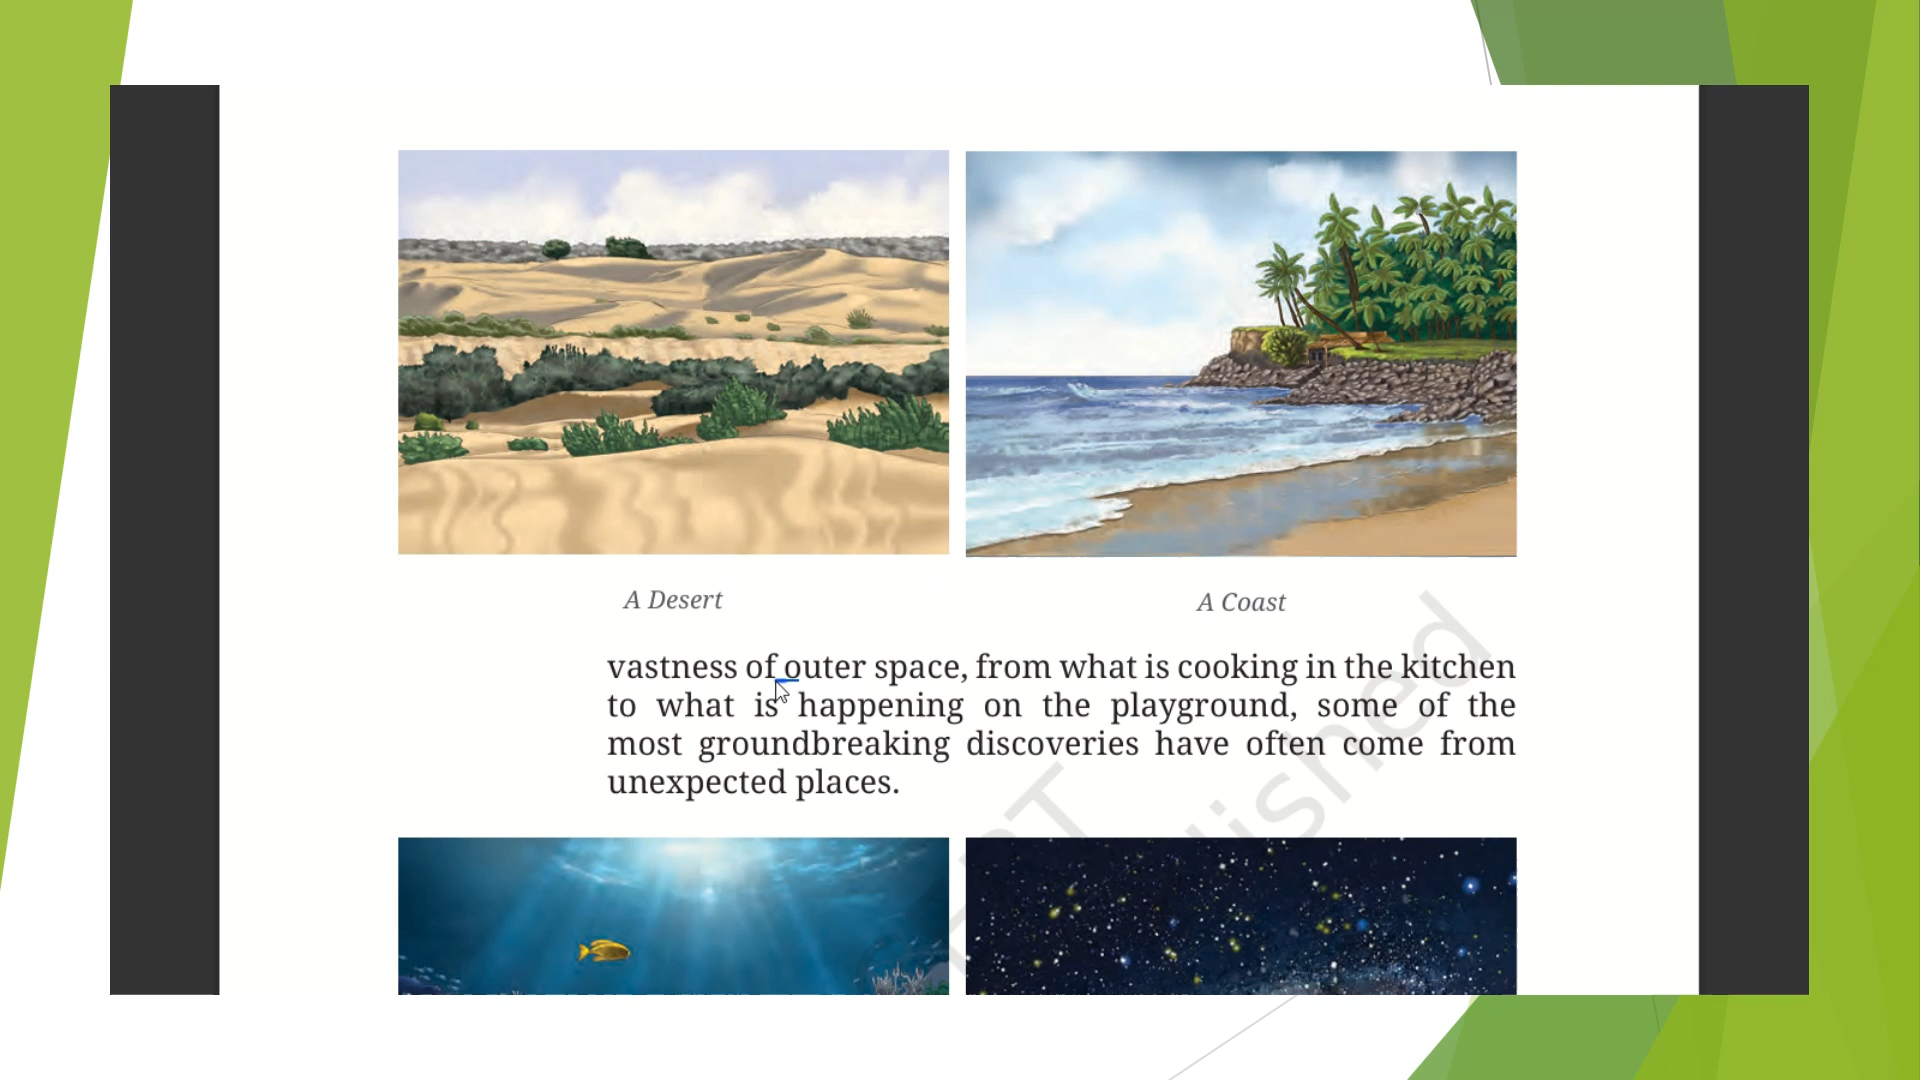 A Desert
A Coast
vastness of outer space, from what is cooking in the kitchen
to what is happening on the playground, some of the
most groundbreaking discoveries have often come from
unexpected places.